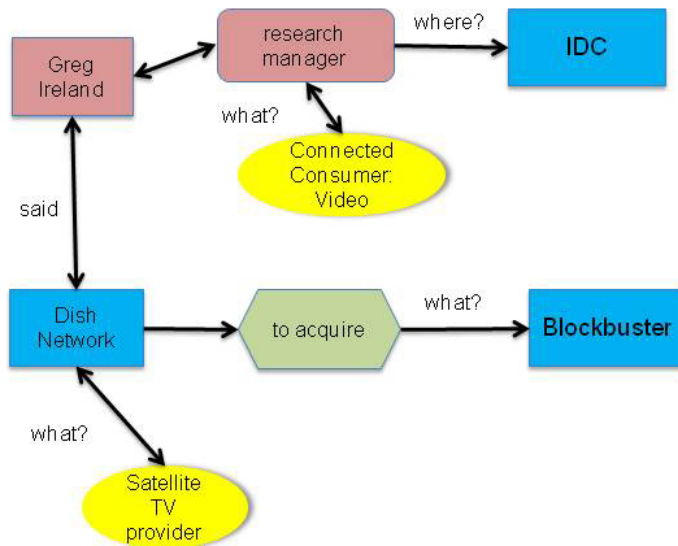 Greg
Ireland
research
manager
where?
IDC
what?
Connected
Consumer:
Video
said
Dish
Network
to acquire
what?
Blockbuster
what?
Satellite
TV
provider